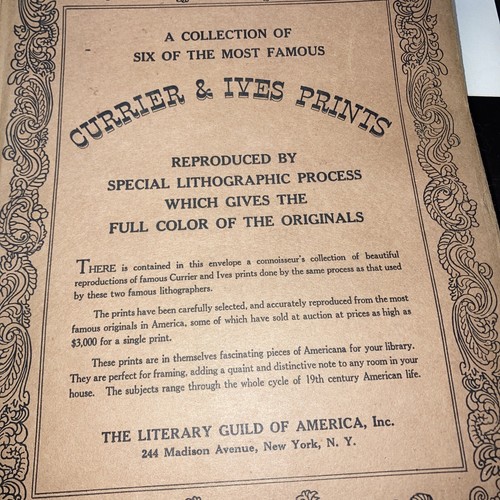 A COLLECTION OF
SIX OF THE MOST FAMOUS
CURRIER & IVES PRINTS
REPRODUCED BY
SPECIAL LITHOGRAPHIC PROCESS
WHICH GIVES THE
FULL COLOR OF THE ORIGINALS
THERE is contained in this envelope a connoisseur's collection of beautiful
reproductions of famous Currier and Ives prints done by the same process as that used
by these two famous lithographers.
The prints have been carefully selected, and accurately reproduced from the most
famous originals in America, some of which have sold at auction at prices as high as
$3,000 for a single print.
These prints are in themselves fascinating pieces of Americana for your library.
They are perfect for framing, adding a quaint and distinctive note to any room in your
house. The subjects range through the whole cycle of 19th century American life.
THE LITERARY GUILD OF AMERICA, Inc.
244 Madison Avenue, New York, N. Y.